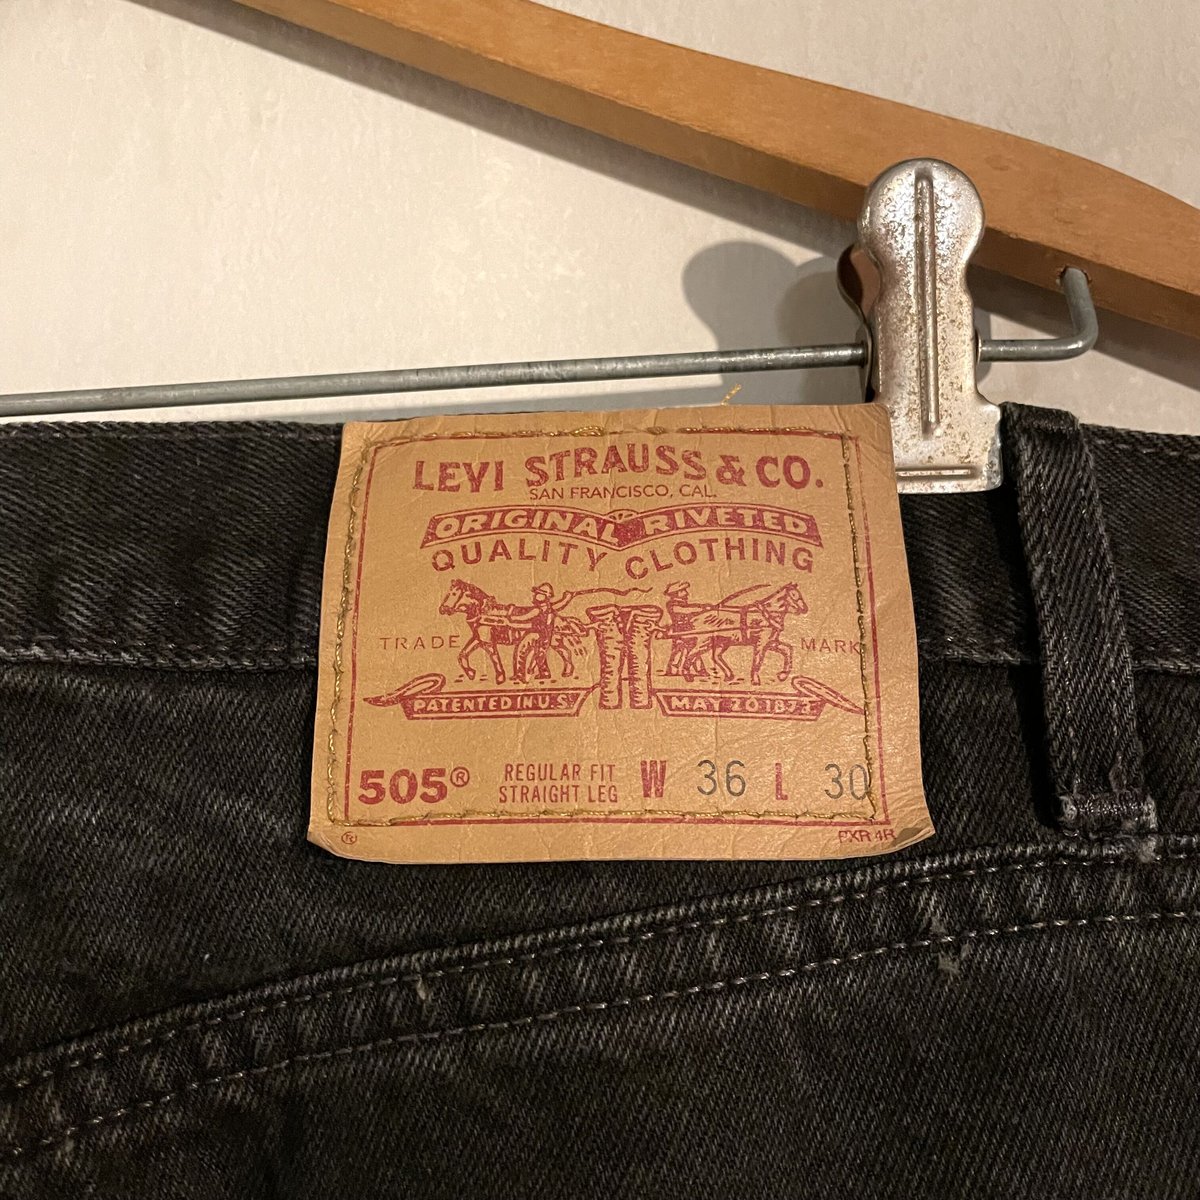 LEVI STRAUSS & CO.
SAN FRANCISCO, CAL.
ORIGINAL RIVETED
QUALITY CLOTHING
TRADE MARK
PATENTED IN U.S. MAY 20 1873
505® REGULAR FIT W 36 L 30
STRAIGHT LEG
®